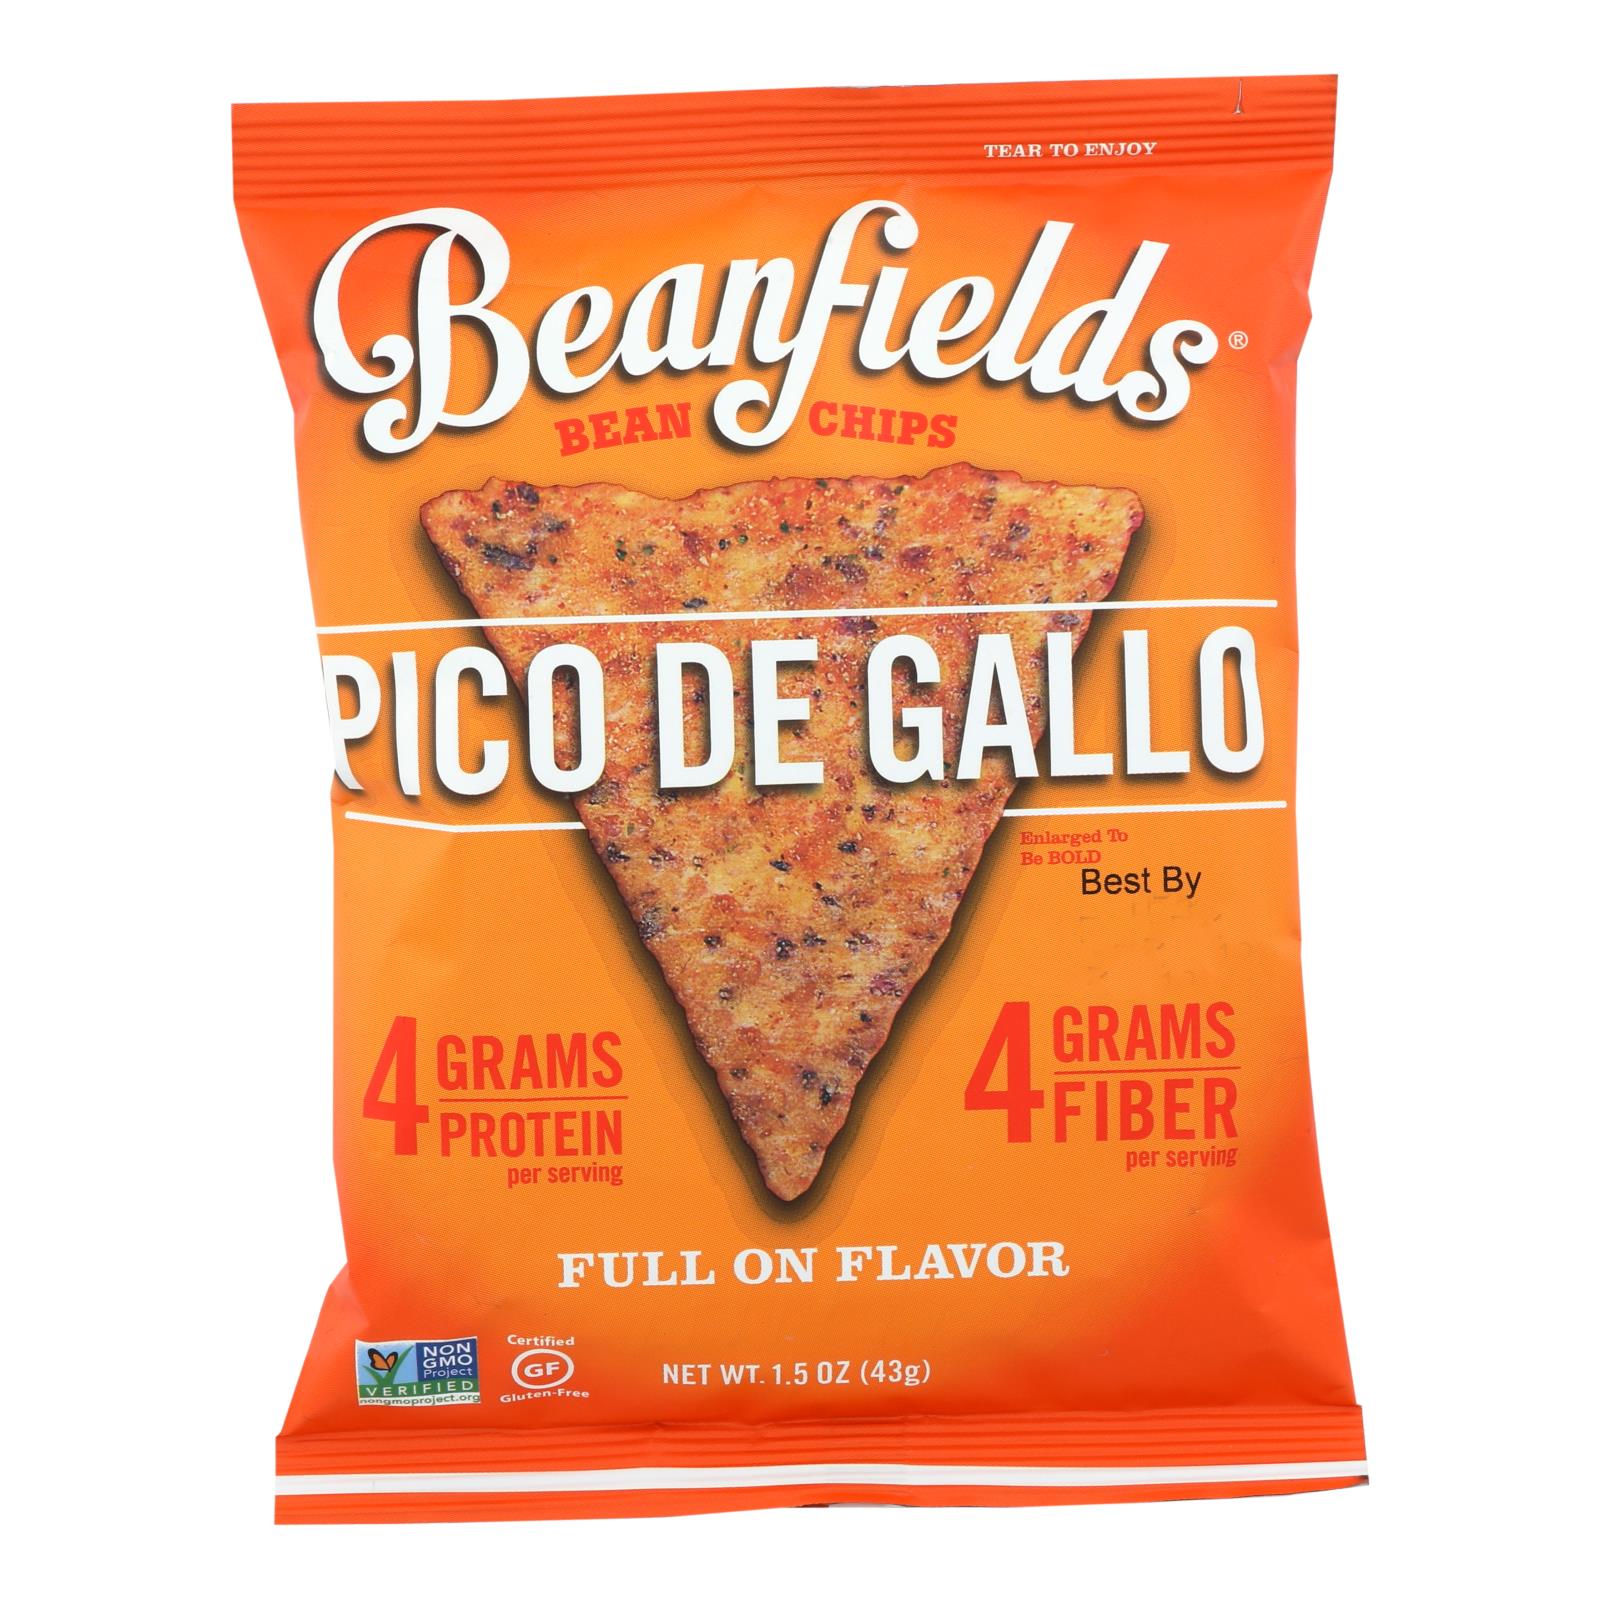 TEAR TO ENJOY
Beanfields®
BEAN CHIPS
PICO DE GALLO
Enlarged To
Be BOLD
Best By
4 GRAMS
PROTEIN
per serving
4 GRAMS
FIBER
per serving
FULL ON FLAVOR
NON
GMO
Project
VERIFIED
nongmoproject.org
Certified
GF
Gluten-Free
NET WT. 1.5 OZ (43g)